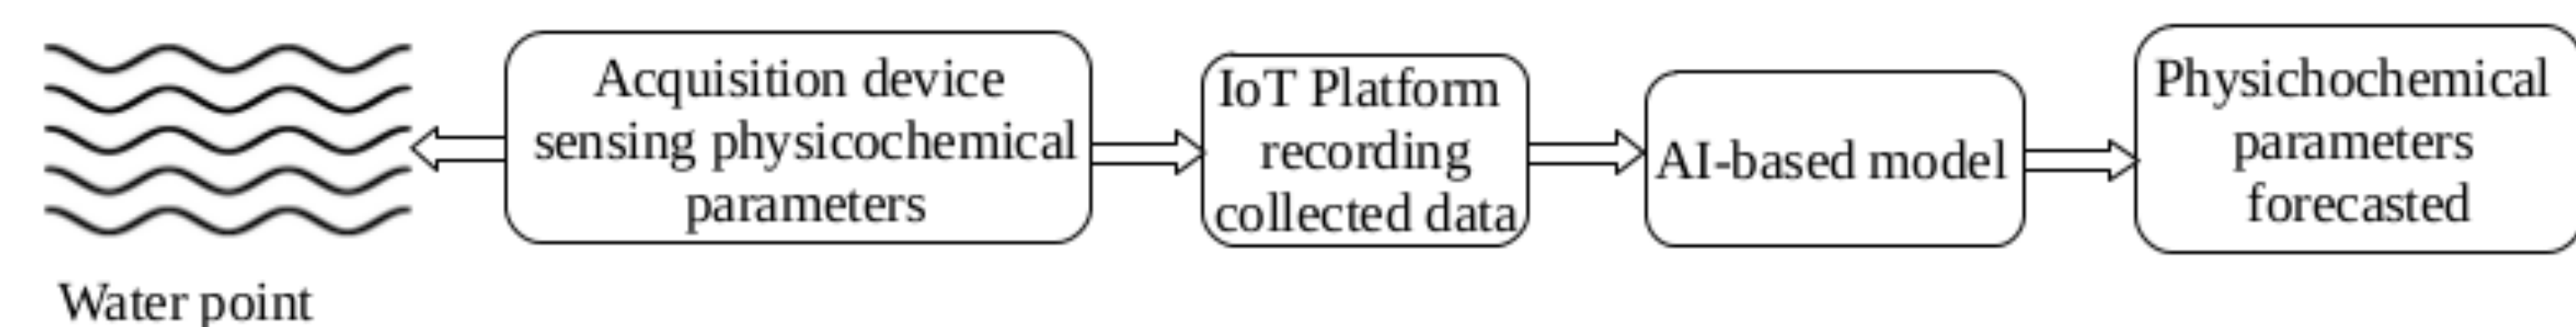 Water point
Acquisition device
sensing physicochemical
parameters
IoT Platform
recording
collected data
AI-based model
Physichochemical
parameters
forecasted